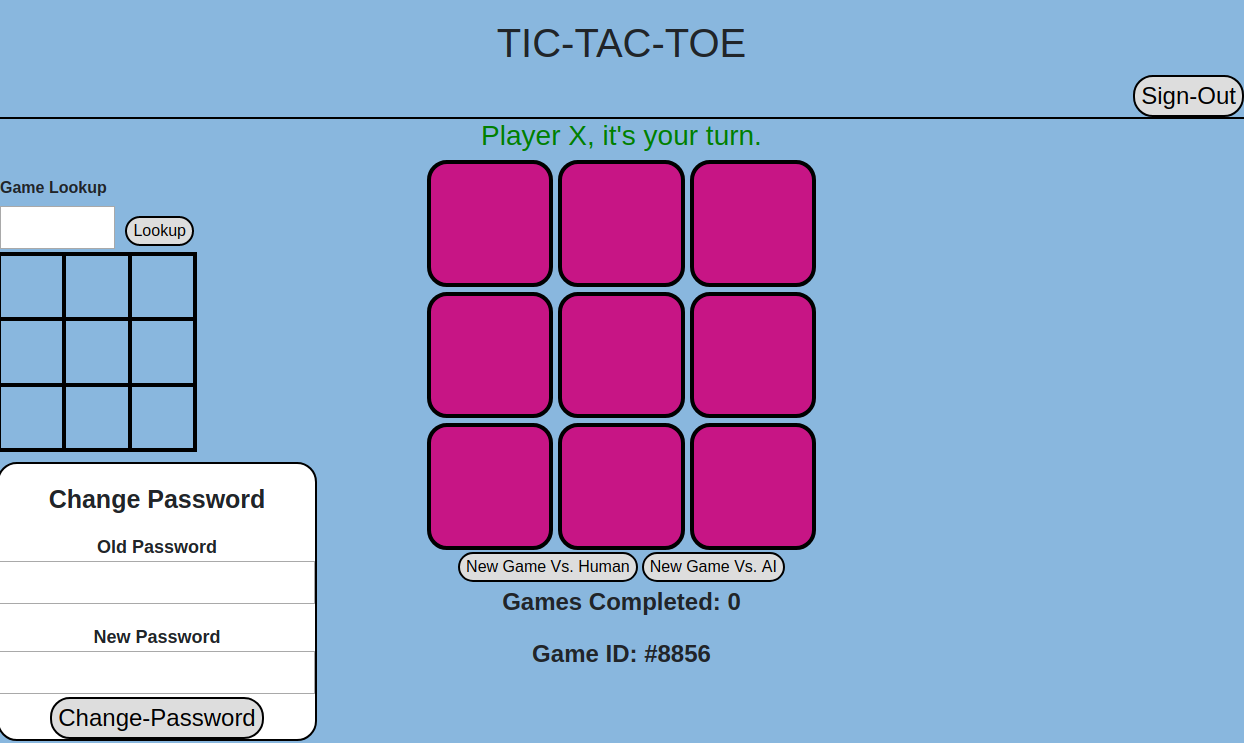 TIC-TAC-TOE
Sign-Out
Player X, it's your turn.
Game Lookup
Lookup
Change Password
Old Password
New Password
Change-Password
New Game Vs. Human
New Game Vs. AI
Games Completed: 0
Game ID: #8856